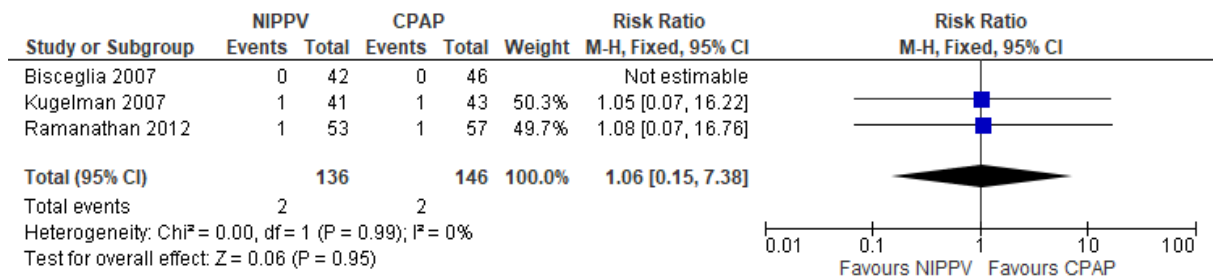 NIPPV CPAP Risk Ratio Risk Ratio
Study or Subgroup Events Total Events Total Weight M-H, Fixed, 95% CI M-H, Fixed, 95% CI
Bisceglia 2007 0 42 0 46 Not estimable
Kugelman 2007 1 41 1 43 50.3% 1.05 [0.07, 16.22]
Ramanathan 2012 1 53 1 57 49.7% 1.08 [0.07, 16.76]
Total (95% CI) 136 146 100.0% 1.06 [0.15, 7.38]
Total events 2 2
Heterogeneity: Chi² = 0.00, df = 1 (P = 0.99); I² = 0%
Test for overall effect: Z = 0.06 (P = 0.95)
0.01 0.1 1 10 100
Favours NIPPV Favours CPAP